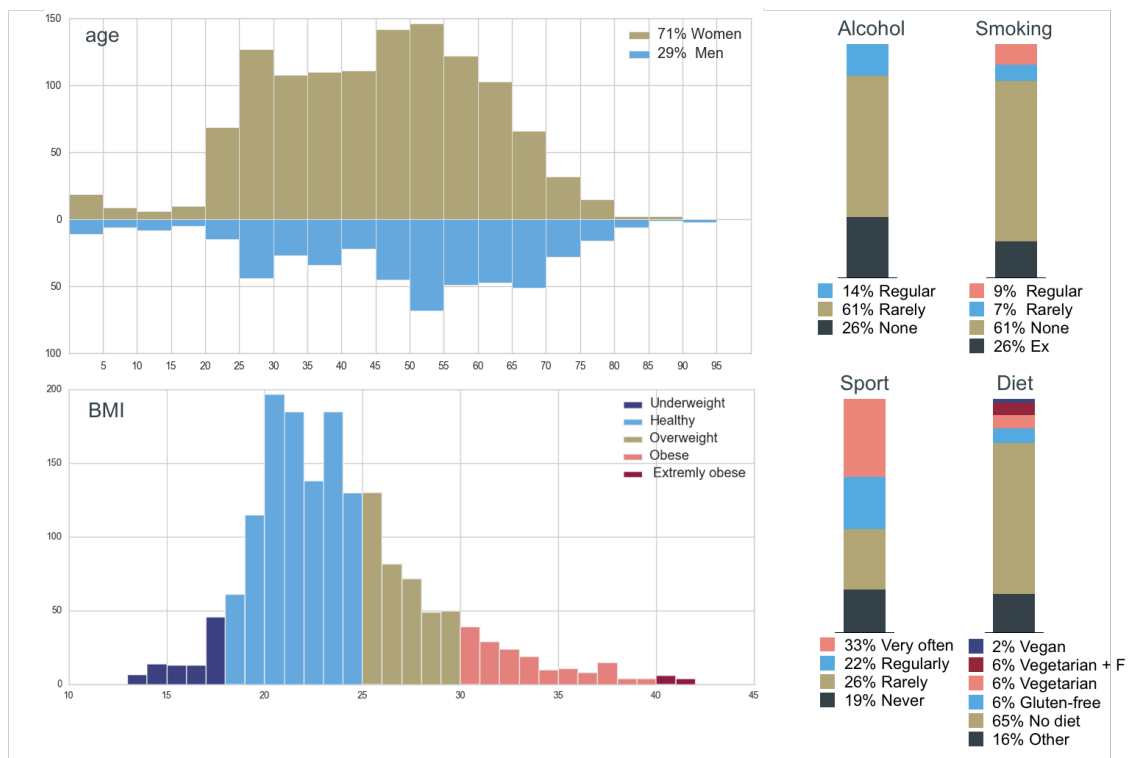 age
71% Women
29% Men
150
100
50
0
50
100
5 10 15 20 25 30 35 40 45 50 55 60 65 70 75 80 85 90 95
BMI
Underweight
Healthy
Overweight
Obese
Extremly obese
200
150
100
50
0
10 15 20 25 30 35 40 45
Alcohol
14% Regular
61% Rarely
26% None
Smoking
9% Regular
7% Rarely
61% None
26% Ex
Sport
33% Very often
22% Regularly
26% Rarely
19% Never
Diet
2% Vegan
6% Vegetarian + F
6% Vegetarian
6% Gluten-free
65% No diet
16% Other